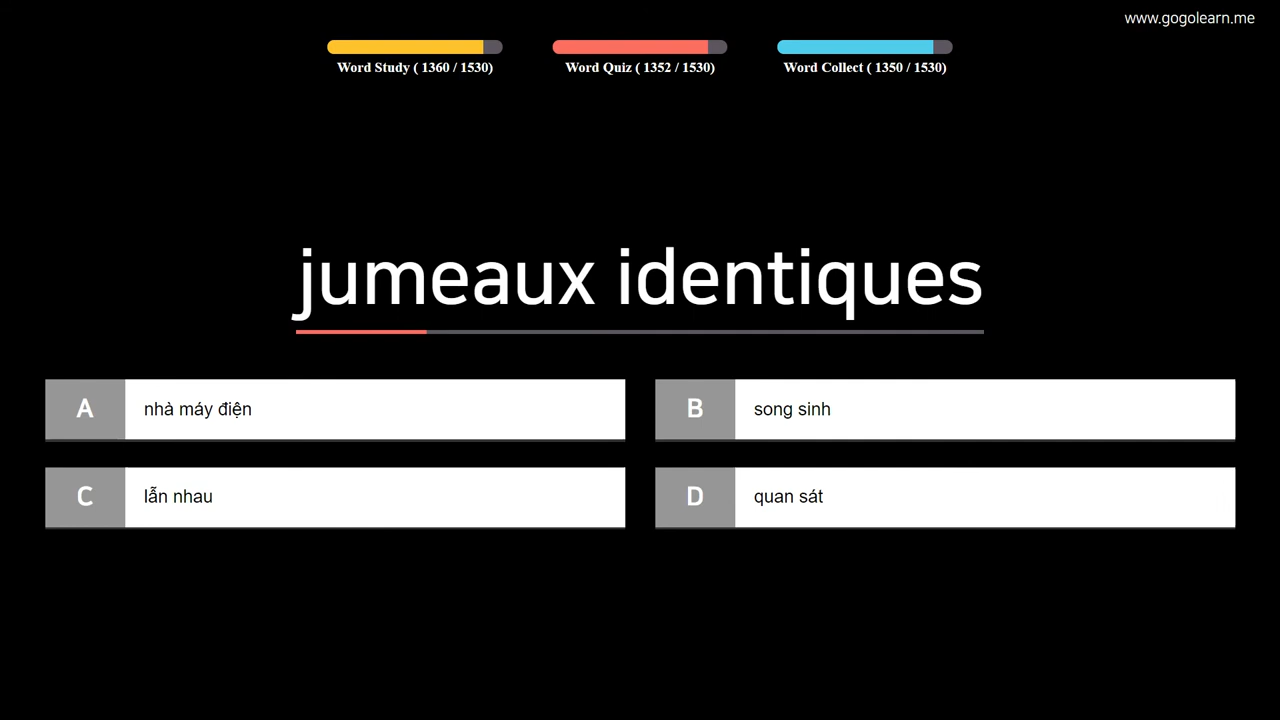 www.gogolearn.me
Word Study ( 1360 / 1530)
Word Quiz ( 1352 / 1530)
Word Collect ( 1350 / 1530)
jumeaux identiques
A nhà máy điện
B song sinh
C lẫn nhau
D quan sát